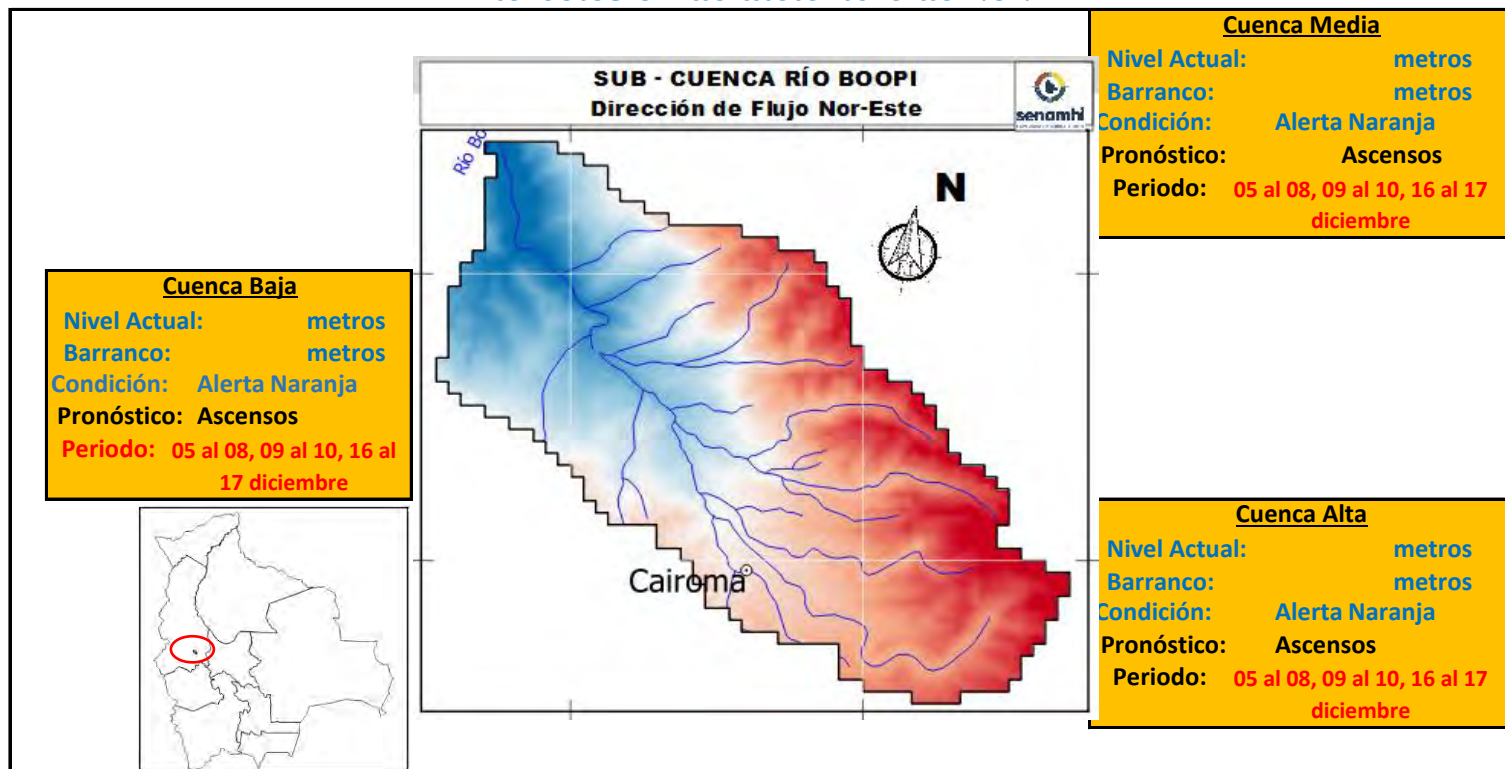 SUB - CUENCA RÍO BOOPI
Dirección de Flujo Nor-Este
senamhi
Río Bo
N
Cairoma
Cuenca Media
Nivel Actual: metros
Barranco: metros
Condición: Alerta Naranja
Pronóstico: Ascensos
Periodo: 05 al 08, 09 al 10, 16 al 17
diciembre
Cuenca Baja
Nivel Actual: metros
Barranco: metros
Condición: Alerta Naranja
Pronóstico: Ascensos
Periodo: 05 al 08, 09 al 10, 16 al
17 diciembre
Cuenca Alta
Nivel Actual: metros
Barranco: metros
Condición: Alerta Naranja
Pronóstico: Ascensos
Periodo: 05 al 08, 09 al 10, 16 al 17
diciembre